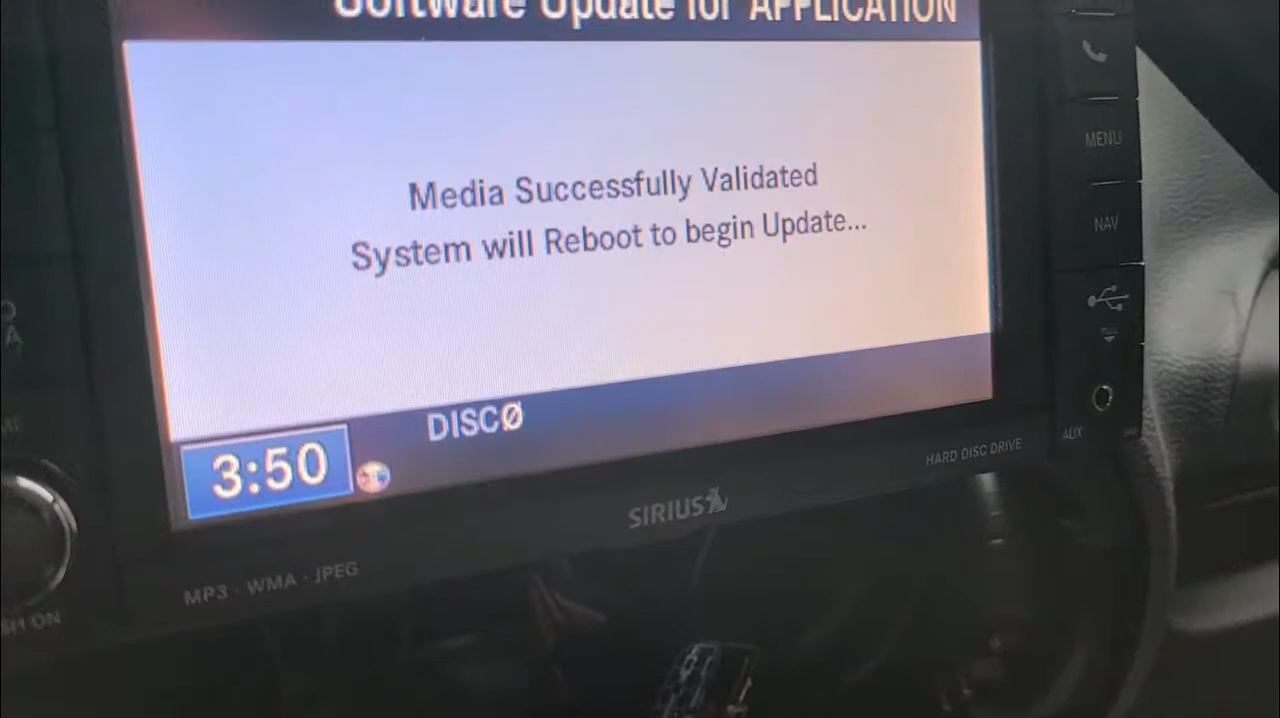 Software Update for APPLICATION
MENU
Media Successfully Validated
System will Reboot to begin Update...
NAV
DISCØ
3:50
AUX
HARD DISC DRIVE
SIRIUS
MP3 · WMA · JPEG
ON